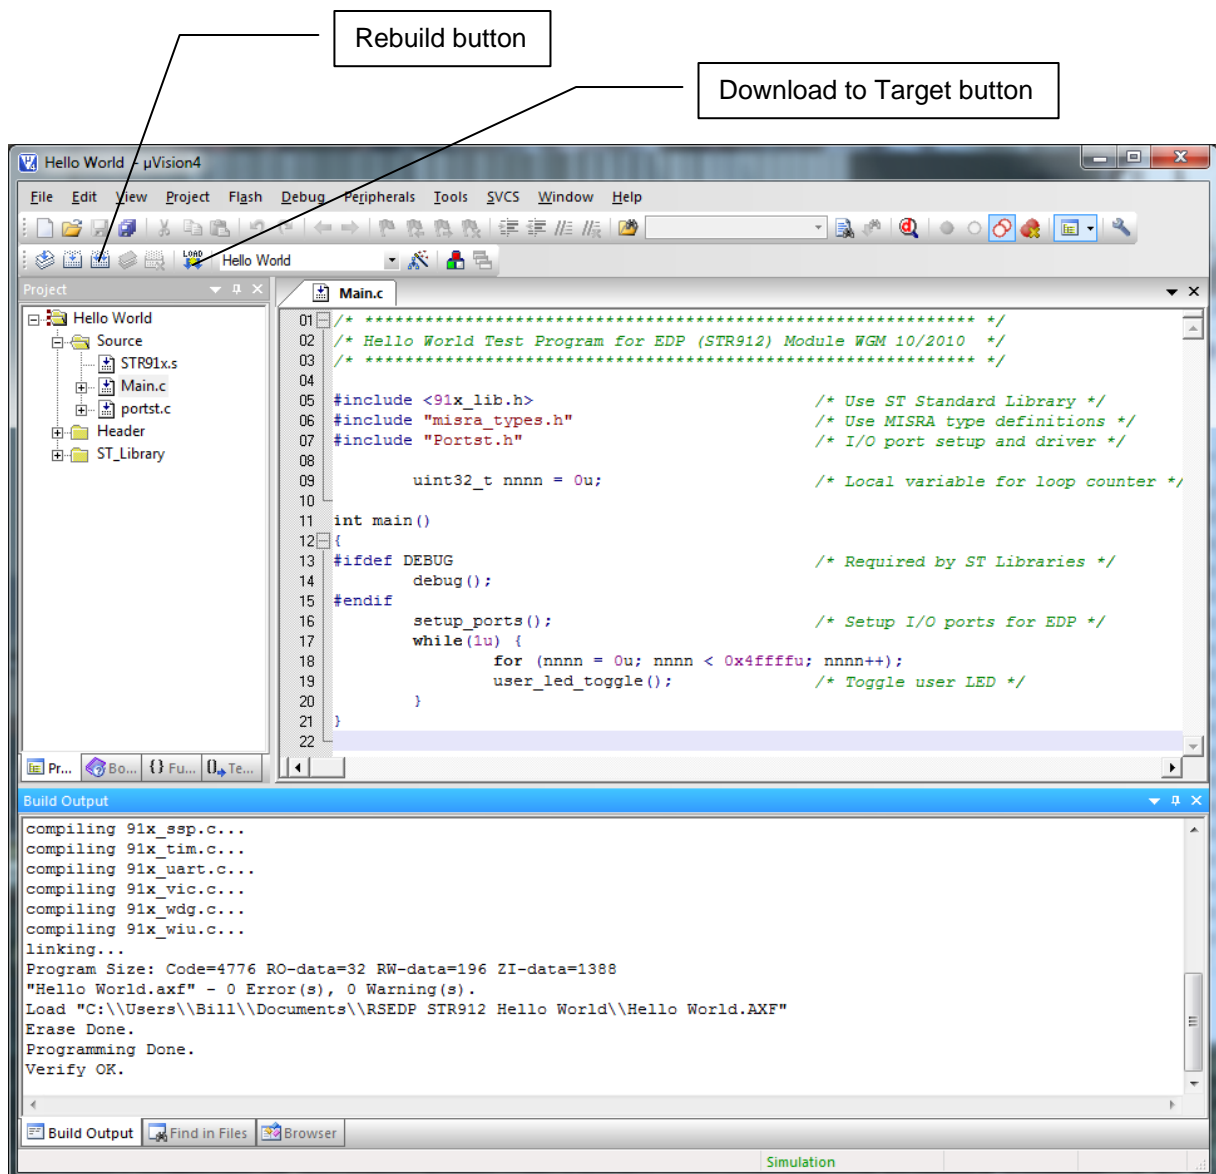 Rebuild button
Download to Target button
Hello World - µVision4
File Edit View Project Flash Debug Peripherals Tools SVCS Window Help
LOAD Hello World
Project
Main.c
Hello World
Source
STR91x.s
Main.c
portst.c
Header
ST_Library
01 /* ************************************************************* */
02 /* Hello World Test Program for EDP (STR912) Module WGM 10/2010 */
03 /* ************************************************************* */
04
05 #include <91x_lib.h> /* Use ST Standard Library */
06 #include "misra_types.h" /* Use MISRA type definitions */
07 #include "Portst.h" /* I/O port setup and driver */
08
09 uint32_t nnnn = 0u; /* Local variable for loop counter */
10
11 int main()
12 {
13 #ifdef DEBUG /* Required by ST Libraries */
14 debug();
15 #endif
16 setup_ports(); /* Setup I/O ports for EDP */
17 while(1u) {
18 for (nnnn = 0u; nnnn < 0x4ffffu; nnnn++);
19 user_led_toggle(); /* Toggle user LED */
20 }
21 }
22
Pr... Bo... {} Fu... 0 Te...
Build Output
compiling 91x_ssp.c...
compiling 91x_tim.c...
compiling 91x_uart.c...
compiling 91x_vic.c...
compiling 91x_wdg.c...
compiling 91x_wiu.c...
linking...
Program Size: Code=4776 RO-data=32 RW-data=196 ZI-data=1388
"Hello World.axf" - 0 Error(s), 0 Warning(s).
Load "C:\\Users\\Bill\\Documents\\RSEDP STR912 Hello World\\Hello World.AXF"
Erase Done.
Programming Done.
Verify OK.
Build Output Find in Files Browser
Simulation